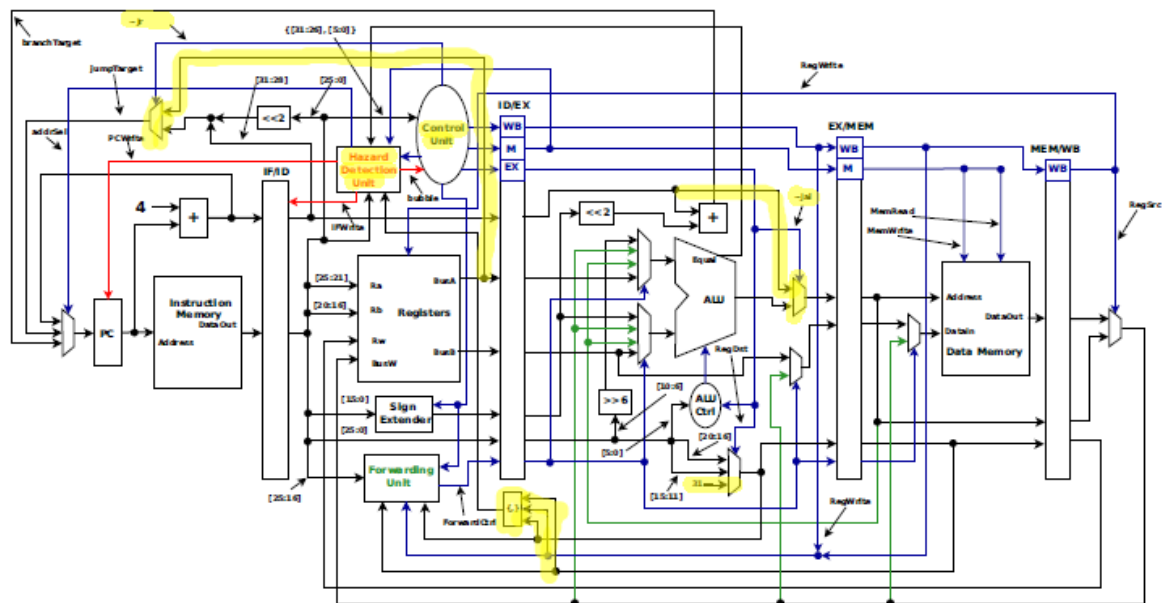 ~jr
branchTarget
{[31:26], [5:0]}
JumpTarget
[31:28]
[25:0]
RegWrite
addrSel
PCWrite
<<2
Control
Unit
ID/EX
WB
M
EX
EX/MEM
WB
M
MEM/WB
WB
Hazard
Detection
Unit
bubble
IF/ID
IFWrite
4
+
<<2
+
~jal
MemRead
MemWrite
RegSrc
Instruction
Memory
DataOut
Address
PC
[25:21]
[20:16]
Ra
Rb
Rw
BusW
Registers
BusA
BusB
Equal
ALU
Address
DataOut
DataIn
Data Memory
RegDst
[15:0]
Sign
Extender
[25:0]
>>6
[10:6]
ALU
Ctrl
[5:0]
[20:16]
Forwarding
Unit
[25:16]
ForwardCtrl
[15:11]
31
{,}
RegWrite